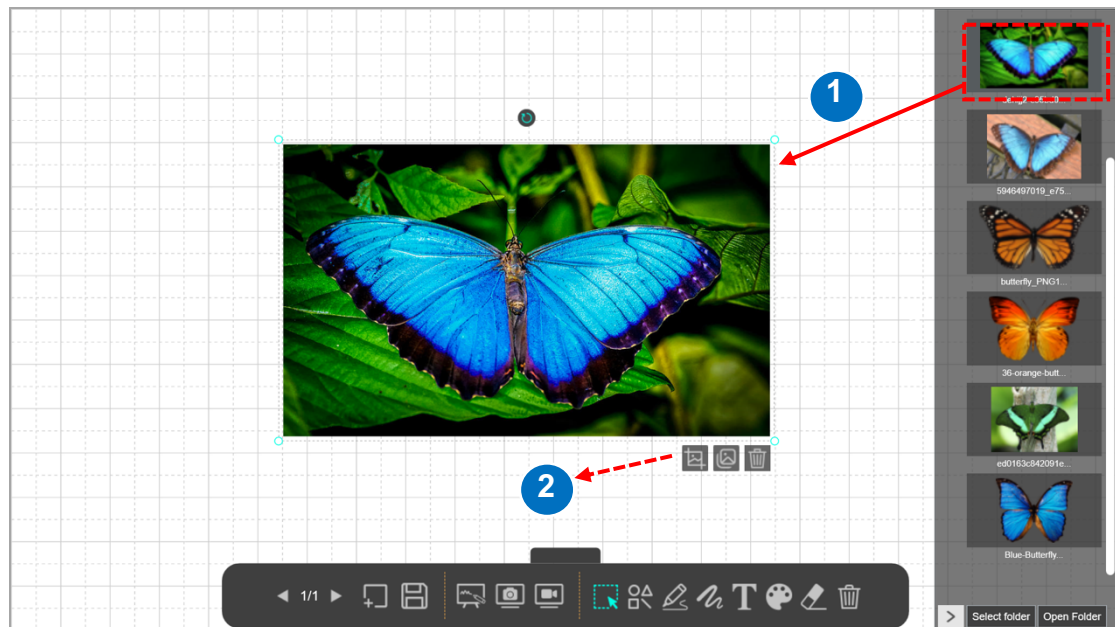 1
5946497019_e75...
butterfly_PNG1...
36-orange-butt...
ed0163c842091e...
2
Blue-Butterfly...
1/1
T
Select folder
Open Folder